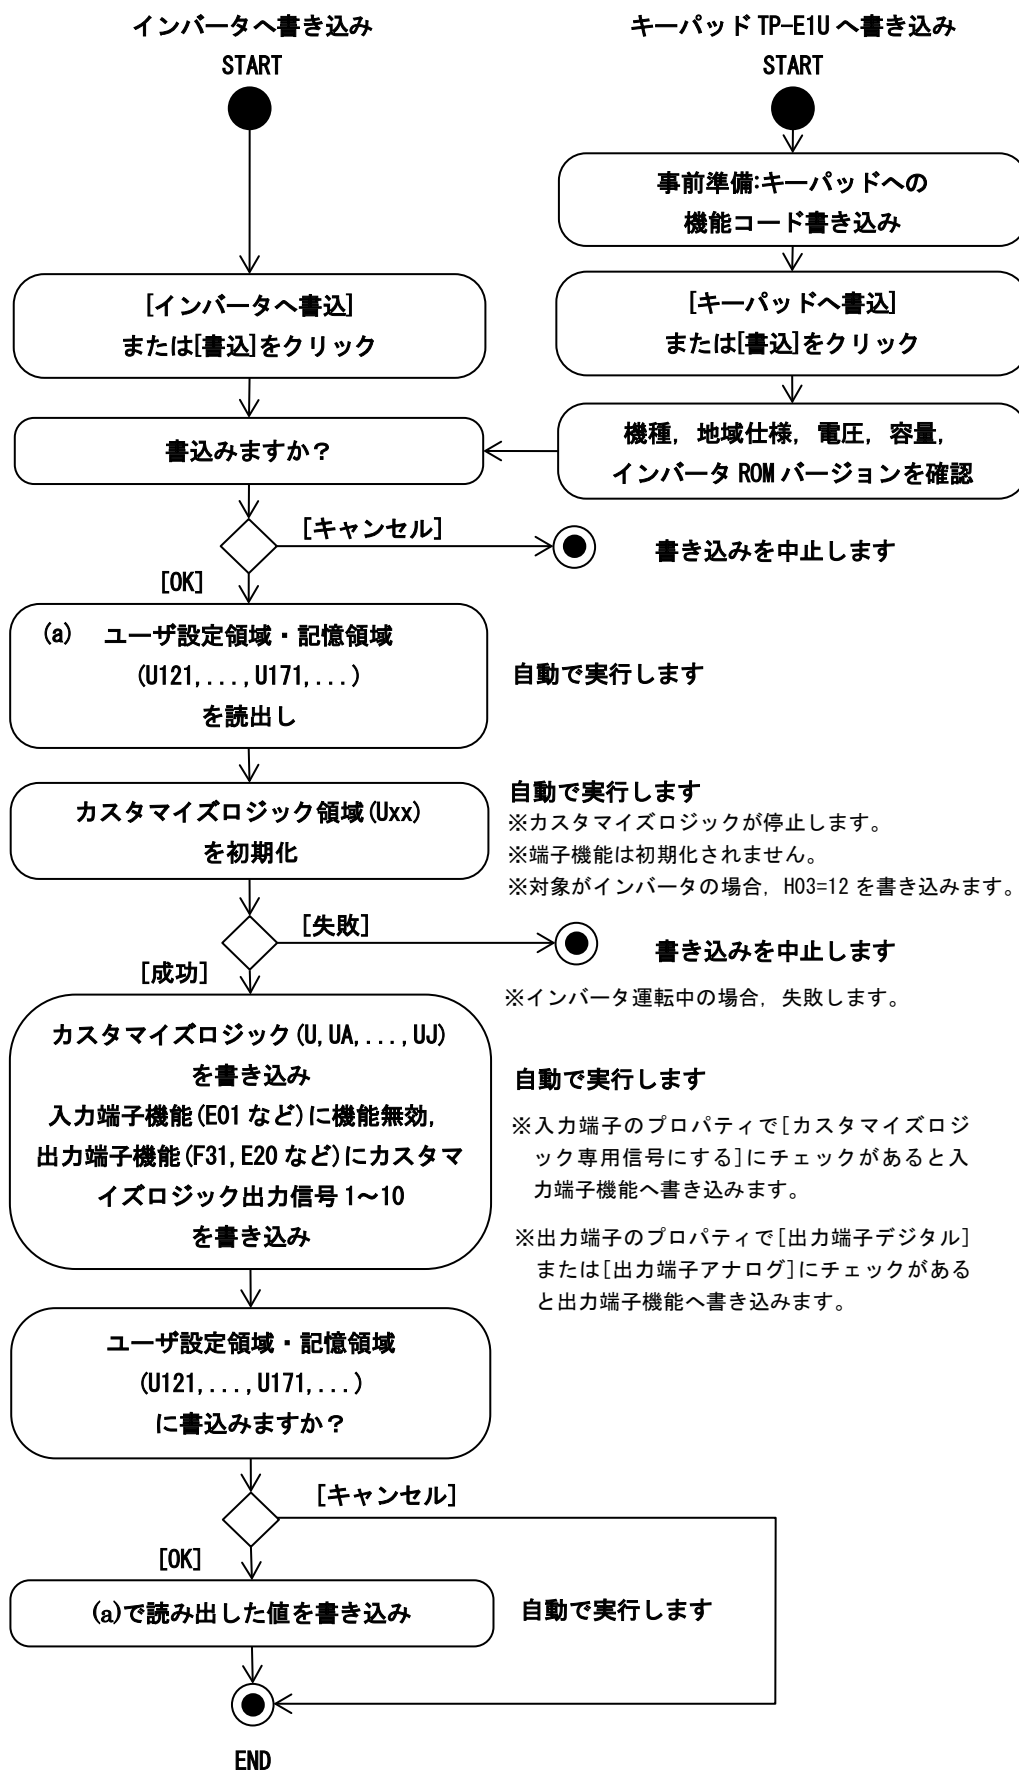 インバータへ書き込み
START
キーパッド TP-E1U へ書き込み
START
事前準備:キーパッドへの
機能コード書き込み
[インバータへ書込]
または[書込]をクリック
[キーパッドへ書込]
または[書込]をクリック
書込みますか？
機種, 地域仕様, 電圧, 容量,
インバータ ROM バージョンを確認
[キャンセル]
書き込みを中止します
[OK]
(a) ユーザ設定領域・記憶領域
(U121,...,U171,...)
を読出し
自動で実行します
カスタマイズロジック領域(Uxx)
を初期化
自動で実行します
※カスタマイズロジックが停止します。
※端子機能は初期化されません。
※対象がインバータの場合, H03=12 を書き込みます。
[失敗]
書き込みを中止します
[成功]
※インバータ運転中の場合, 失敗します。
カスタマイズロジック(U,UA,...,UJ)
を書き込み
入力端子機能(E01 など)に機能無効,
出力端子機能(F31,E20 など)にカスタマ
イズロジック出力信号 1～10
を書き込み
自動で実行します
※入力端子のプロパティで[カスタマイズロジ
ック専用信号にする]にチェックがあると入
力端子機能へ書き込みます。
※出力端子のプロパティで[出力端子デジタル]
または[出力端子アナログ]にチェックがある
と出力端子機能へ書き込みます。
ユーザ設定領域・記憶領域
(U121,...,U171,...)
に書込みますか？
[キャンセル]
[OK]
(a)で読み出した値を書き込み
自動で実行します
END